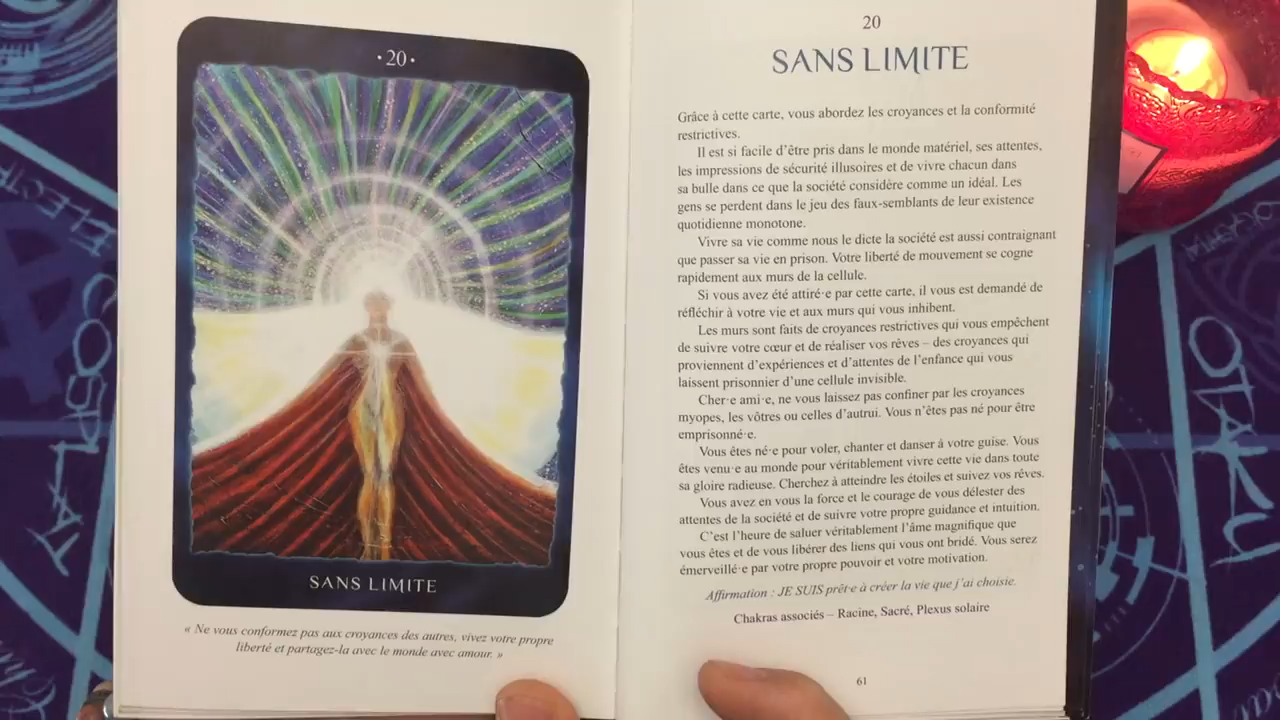 ·20·
SANS LIMITE
« Ne vous conformez pas aux croyances des autres, vivez votre propre
liberté et partagez-la avec le monde avec amour. »
20
SANS LIMITE
Grâce à cette carte, vous abordez les croyances et la conformité
restrictives.
Il est si facile d'être pris dans le monde matériel, ses attentes,
les impressions de sécurité illusoires et de vivre chacun dans
sa bulle dans ce que la société considère comme un idéal. Les
gens se perdent dans le jeu des faux-semblants de leur existence
quotidienne monotone.
Vivre sa vie comme nous le dicte la société est aussi contraignant
que passer sa vie en prison. Votre liberté de mouvement se cogne
rapidement aux murs de la cellule.
Si vous avez été attiré·e par cette carte, il vous est demandé de
réfléchir à votre vie et aux murs qui vous inhibent.
Les murs sont faits de croyances restrictives qui vous empêchent
de suivre votre cœur et de réaliser vos rêves – des croyances qui
proviennent d'expériences et d'attentes de l'enfance qui vous
laissent prisonnier d'une cellule invisible.
Cher·e ami·e, ne vous laissez pas confiner par les croyances
myopes, les vôtres ou celles d'autrui. Vous n'êtes pas né pour être
emprisonné·e.
Vous êtes né·e pour voler, chanter et danser à votre guise. Vous
êtes venu·e au monde pour véritablement vivre cette vie dans toute
sa gloire radieuse. Cherchez à atteindre les étoiles et suivez vos rêves.
Vous avez en vous la force et le courage de vous délester des
attentes de la société et de suivre votre propre guidance et intuition.
C'est l'heure de saluer véritablement l'âme magnifique que
vous êtes et de vous libérer des liens qui vous ont bridé. Vous serez
émerveillé·e par votre propre pouvoir et votre motivation.
Affirmation : JE SUIS prêt·e à créer la vie que j'ai choisie.
Chakras associés – Racine, Sacré, Plexus solaire
61
COSPLAY
OTAKU